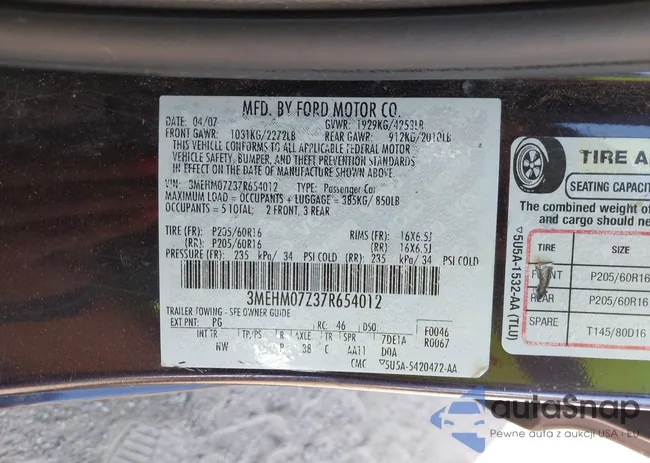 MFD. BY FORD MOTOR CO.
DATE: 04/07 GVWR: 1929KG/4253LB
FRONT GAWR: 1031KG/2272LB REAR GAWR: 912KG/2010LB
THIS VEHICLE CONFORMS TO ALL APPLICABLE FEDERAL MOTOR
VEHICLE SAFETY, BUMPER, AND THEFT PREVENTION STANDARDS
IN EFFECT ON THE DATE OF MANUFACTURE SHOWN ABOVE.
VIN: 3MEHM07Z37R654012 TYPE: Passenger Car
MAXIMUM LOAD = OCCUPANTS + LUGGAGE = 385KG/ 850LB
OCCUPANTS = 5 TOTAL: 2 FRONT, 3 REAR
TIRE (FR): P205/60R16 RIMS (FR): 16X6.5J
(RR): P205/60R16 (RR): 16X6.5J
PRESSURE (FR): 235 kPa/ 34 PSI COLD (RR): 235 kPa/ 34 PSI COLD
3MEHM07Z37R654012
TRAILER TOWING - SEE OWNER GUIDE
EXT PNT: PG RC: 46 DSO: F0046
INT TR TP/PS R AXLE TR 7DE1A R0067
NW B 38 C AA11 D0A
CMC ▽5U5A-5420472-AA
▽5U5A-1532-AA (TLU)
TIRE A
SEATING CAPACIT
The combined weight of
and cargo should ne
TIRE SIZE
FRONT P205/60R16
REAR P205/60R16
SPARE T145/80D16
autaSnap
Pewne auta z aukcji USA i EU